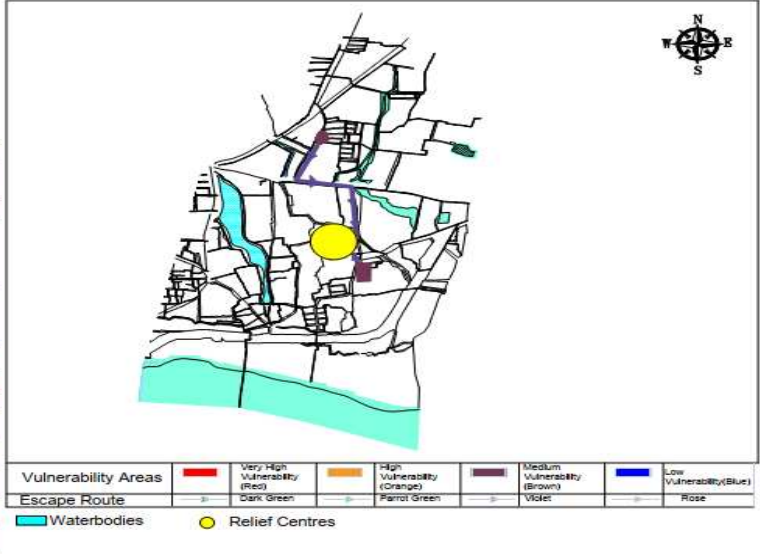 N
W E
S
Vulnerability Areas
Very High
Vulnerability
(Red)
High
Vulnerability
(Orange)
Medium
Vulnerability
(Brown)
Low
Vulnerability(Blue)
Escape Route
Dark Green
Parrot Green
Violet
Rose
Waterbodies
Relief Centres